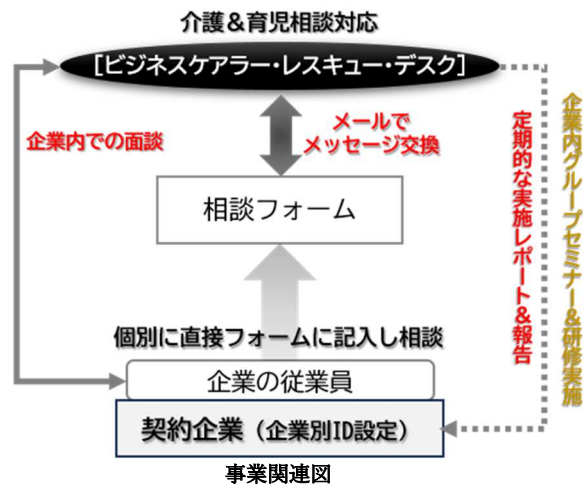 介護＆育児相談対応
[ビジネスケアラー・レスキュー・デスク]
企業内での面談
メールで
メッセージ交換
定期的な実施レポート&報告
企業内グループセミナー&研修実施
相談フォーム
個別に直接フォームに記入し相談
企業の従業員
契約企業（企業別ID設定）
事業関連図